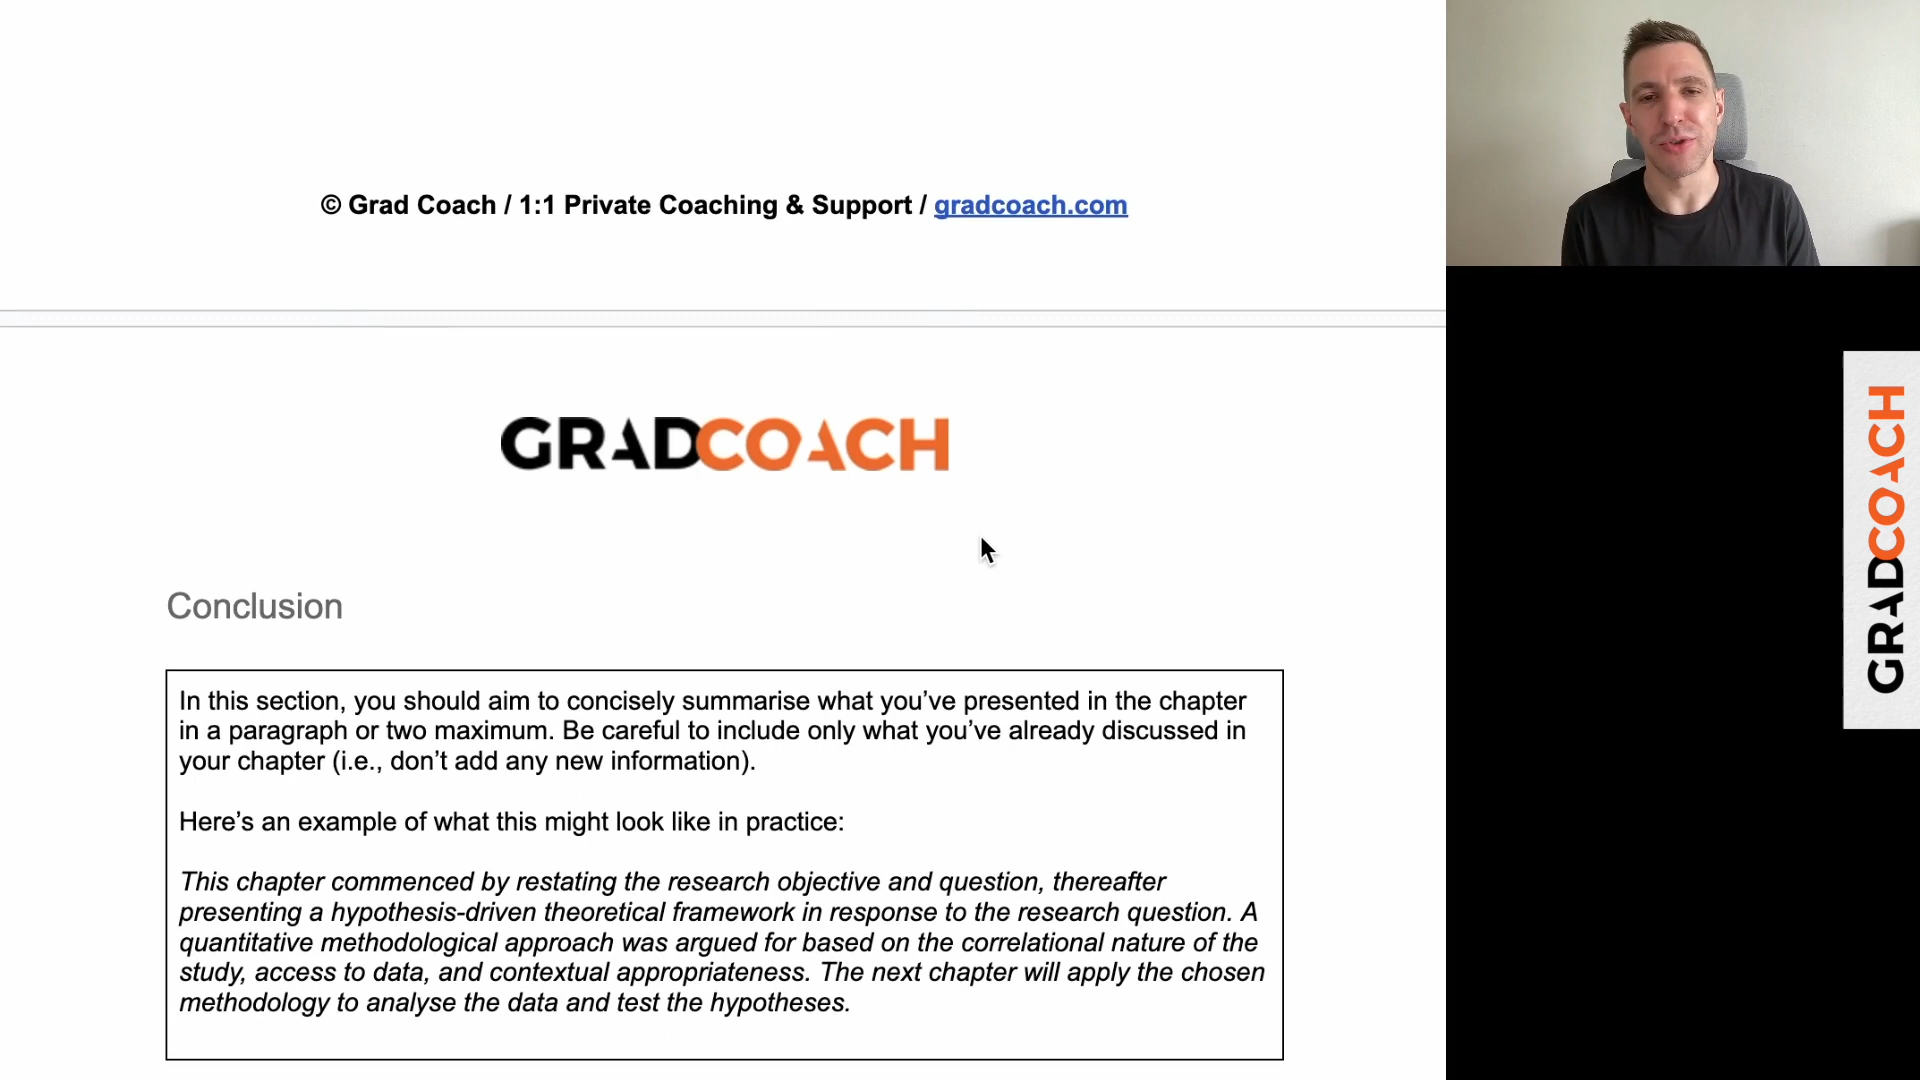 © Grad Coach / 1:1 Private Coaching & Support / gradcoach.com
GRADCOACH
Conclusion
In this section, you should aim to concisely summarise what you’ve presented in the chapter
in a paragraph or two maximum. Be careful to include only what you’ve already discussed in
your chapter (i.e., don’t add any new information).
Here’s an example of what this might look like in practice:
This chapter commenced by restating the research objective and question, thereafter
presenting a hypothesis-driven theoretical framework in response to the research question. A
quantitative methodological approach was argued for based on the correlational nature of the
study, access to data, and contextual appropriateness. The next chapter will apply the chosen
methodology to analyse the data and test the hypotheses.
GRADCOACH